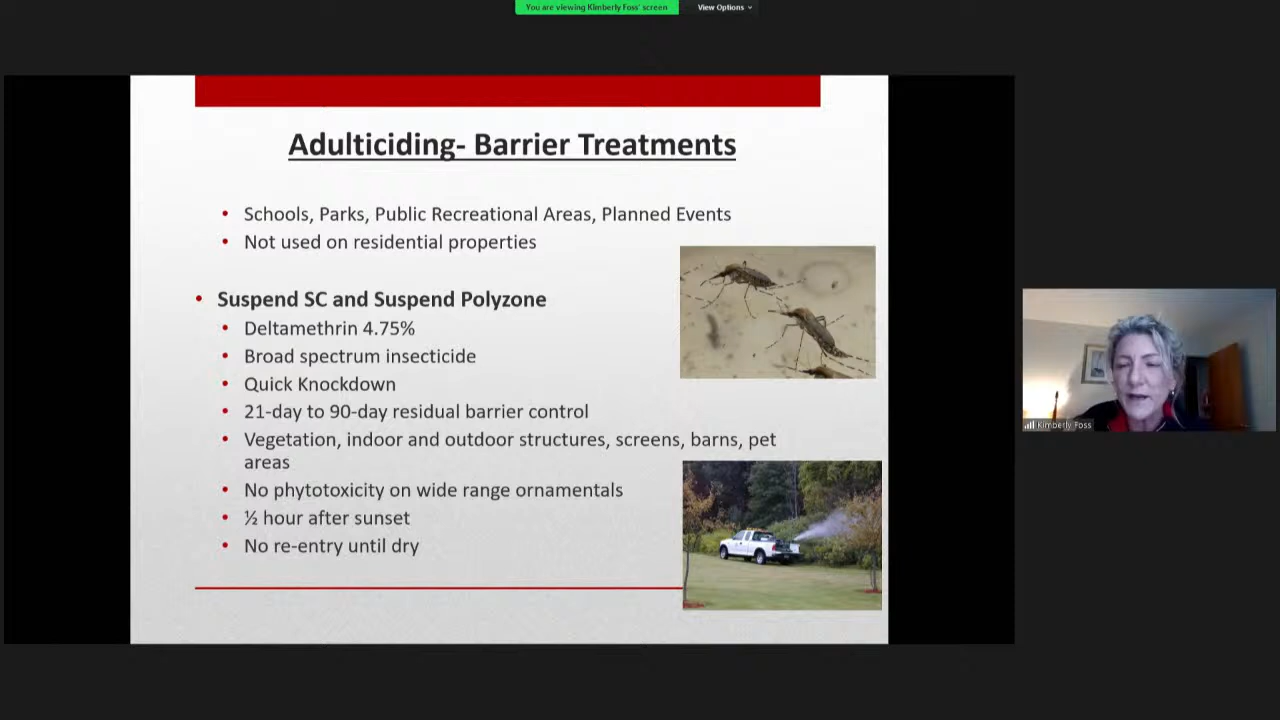 You are viewing Kimberly Foss' screen
View Options
Adulticiding- Barrier Treatments
• Schools, Parks, Public Recreational Areas, Planned Events
• Not used on residential properties
• Suspend SC and Suspend Polyzone
• Deltamethrin 4.75%
• Broad spectrum insecticide
• Quick Knockdown
• 21-day to 90-day residual barrier control
• Vegetation, indoor and outdoor structures, screens, barns, pet
areas
• No phytotoxicity on wide range ornamentals
• ½ hour after sunset
• No re-entry until dry
Kimberly Foss